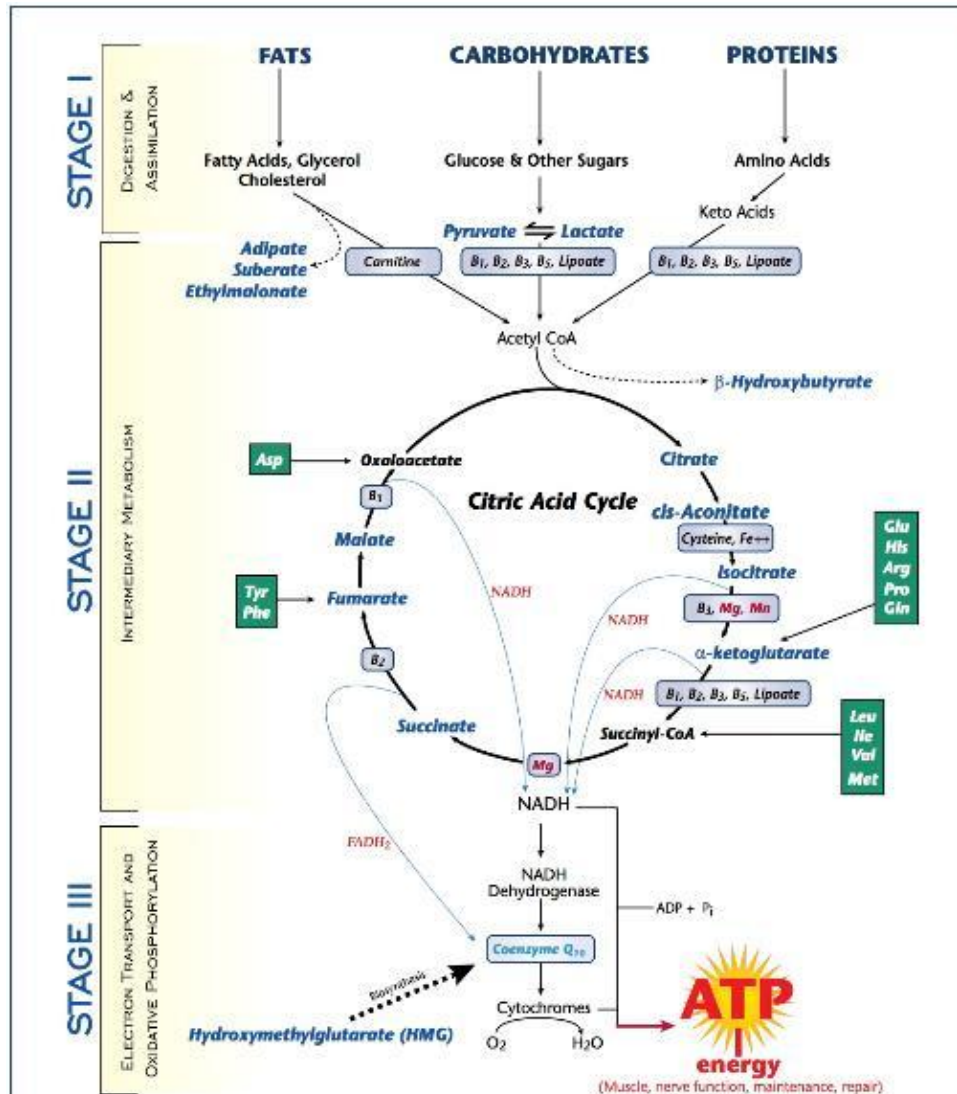 STAGE I
DIGESTION &
ASSIMILATION
FATS
CARBOHYDRATES
PROTEINS
Fatty Acids, Glycerol
Cholesterol
Glucose & Other Sugars
Amino Acids
Keto Acids
Pyruvate
Lactate
STAGE II
INTERMEDIARY METABOLISM
Adipate
Suberate
Ethylmalonate
Carnitine
B1, B2, B3, B5, Lipoate
B1, B2, B3, B5, Lipoate
Acetyl CoA
β-Hydroxybutyrate
Asp
Oxaloacetate
Citrate
B1
Citric Acid Cycle
cis-Aconitate
Cysteine, Fe++
Malate
Isocitrate
Glu
His
Arg
Pro
Gln
Tyr
Phe
Fumarate
NADH
NADH
B3, Mg, Mn
α-ketoglutarate
B2
NADH
B1, B2, B3, B5, Lipoate
Succinate
Succinyl-CoA
Leu
Ile
Val
Met
Mg
NADH
STAGE III
ELECTRON TRANSPORT AND
OXIDATIVE PHOSPHORYLATION
FADH2
NADH
Dehydrogenase
ADP + Pi
Coenzyme Q10
Biosynthesis
Hydroxymethylglutarate (HMG)
Cytochromes
O2
H2O
ATP
energy
(Muscle, nerve function, maintenance, repair)